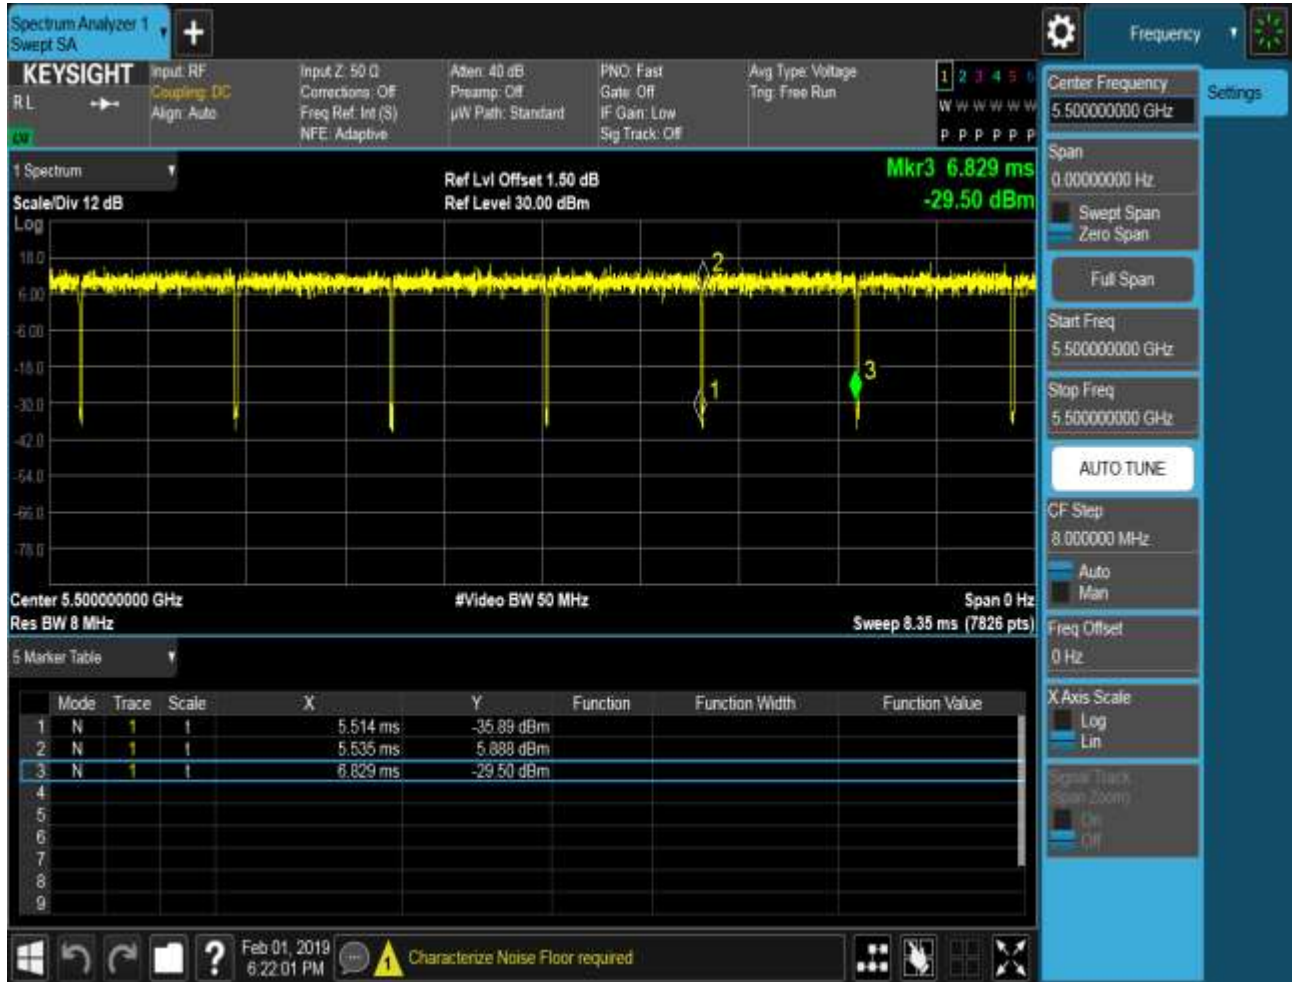 Spectrum Analyzer 1
Swept SA
+
Frequency
KEYSIGHT
R L
Input: RF
Coupling: DC
Align: Auto
Input Z: 50 Ω
Corrections: Off
Freq Ref: Int (S)
NFE: Adaptive
Atten: 40 dB
Preamp: Off
µW Path: Standard
PNO: Fast
Gate: Off
IF Gain: Low
Sig Track: Off
Avg Type: Voltage
Trig: Free Run
1 2 3 4 5 6
W W W W W W
P P P P P P
1 Spectrum
Scale/Div 12 dB
Log
Ref Lvl Offset 1.50 dB
Ref Level 30.00 dBm
Mkr3 6.829 ms
-29.50 dBm
18.0
6.00
-6.00
-18.0
-30.0
-42.0
-54.0
-66.0
-78.0
2
1
3
Center 5.500000000 GHz
#Video BW 50 MHz
Span 0 Hz
Res BW 8 MHz
Sweep 8.35 ms (7826 pts)
5 Marker Table
Mode Trace Scale X Y Function Function Width Function Value
1 N 1 t 5.514 ms -35.89 dBm
2 N 1 t 5.535 ms 5.888 dBm
3 N 1 t 6.829 ms -29.50 dBm
4
5
6
7
8
9
Feb 01, 2019
6:22:01 PM
?
1
Characterize Noise Floor required
Center Frequency
5.500000000 GHz
Settings
Span
0.00000000 Hz
Swept Span
Zero Span
Full Span
Start Freq
5.500000000 GHz
Stop Freq
5.500000000 GHz
AUTO TUNE
CF Step
8.000000 MHz
Auto
Man
Freq Offset
0 Hz
X Axis Scale
Log
Lin
Signal Track
(Span Zoom)
On
Off